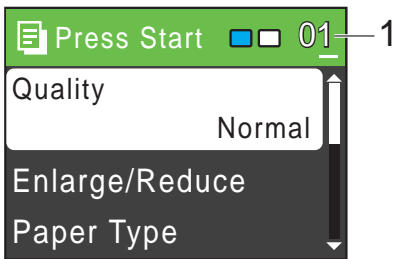 Press Start 01 1
Quality
Normal
Enlarge/Reduce
Paper Type